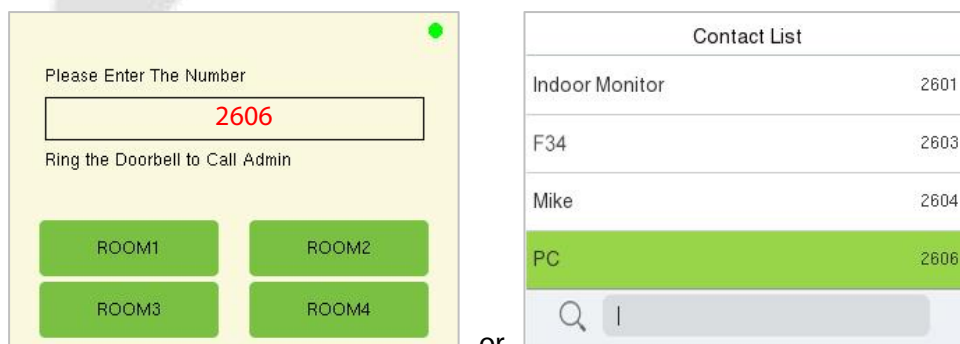 Please Enter The Number
2606
Ring the Doorbell to Call Admin
ROOM1 ROOM2
ROOM3 ROOM4
or
Contact List
Indoor Monitor 2601
F34 2603
Mike 2604
PC 2606